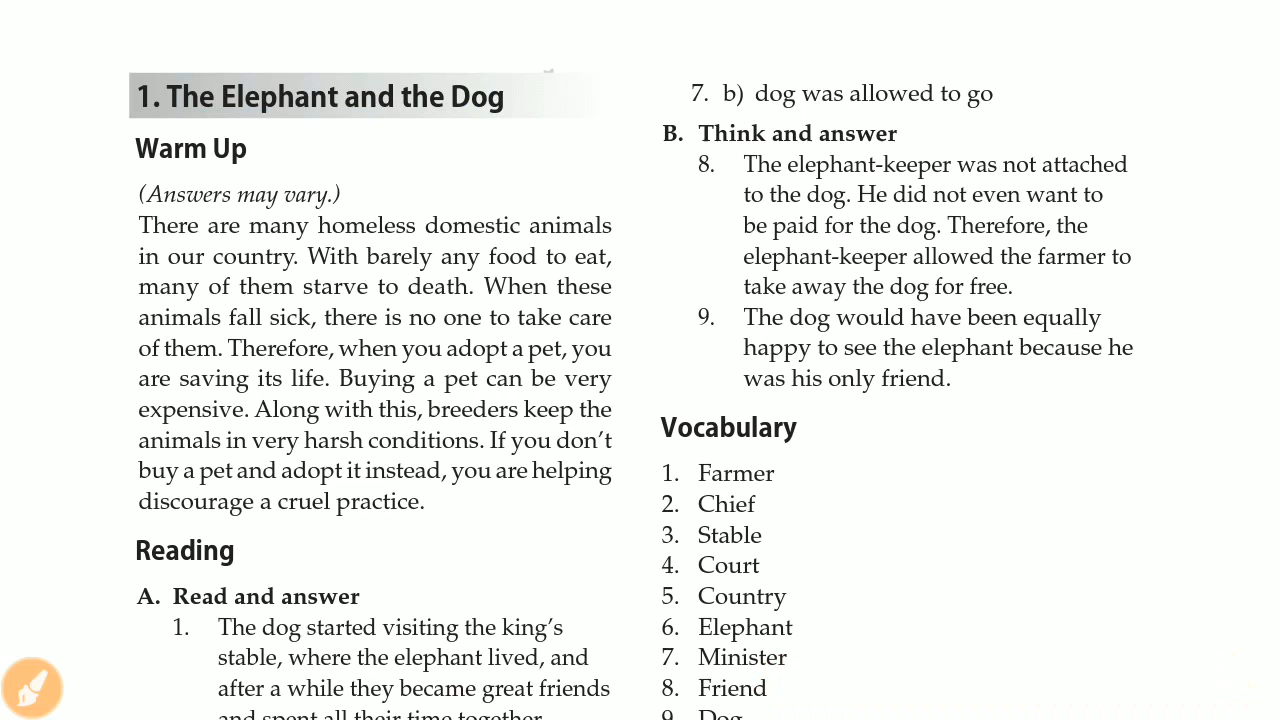 1. The Elephant and the Dog
Warm Up
(Answers may vary.)
There are many homeless domestic animals
in our country. With barely any food to eat,
many of them starve to death. When these
animals fall sick, there is no one to take care
of them. Therefore, when you adopt a pet, you
are saving its life. Buying a pet can be very
expensive. Along with this, breeders keep the
animals in very harsh conditions. If you don’t
buy a pet and adopt it instead, you are helping
discourage a cruel practice.
Reading
A. Read and answer
1. The dog started visiting the king’s
stable, where the elephant lived, and
after a while they became great friends
and spent all their time together
7. b) dog was allowed to go
B. Think and answer
8. The elephant-keeper was not attached
to the dog. He did not even want to
be paid for the dog. Therefore, the
elephant-keeper allowed the farmer to
take away the dog for free.
9. The dog would have been equally
happy to see the elephant because he
was his only friend.
Vocabulary
1. Farmer
2. Chief
3. Stable
4. Court
5. Country
6. Elephant
7. Minister
8. Friend
9. Dog